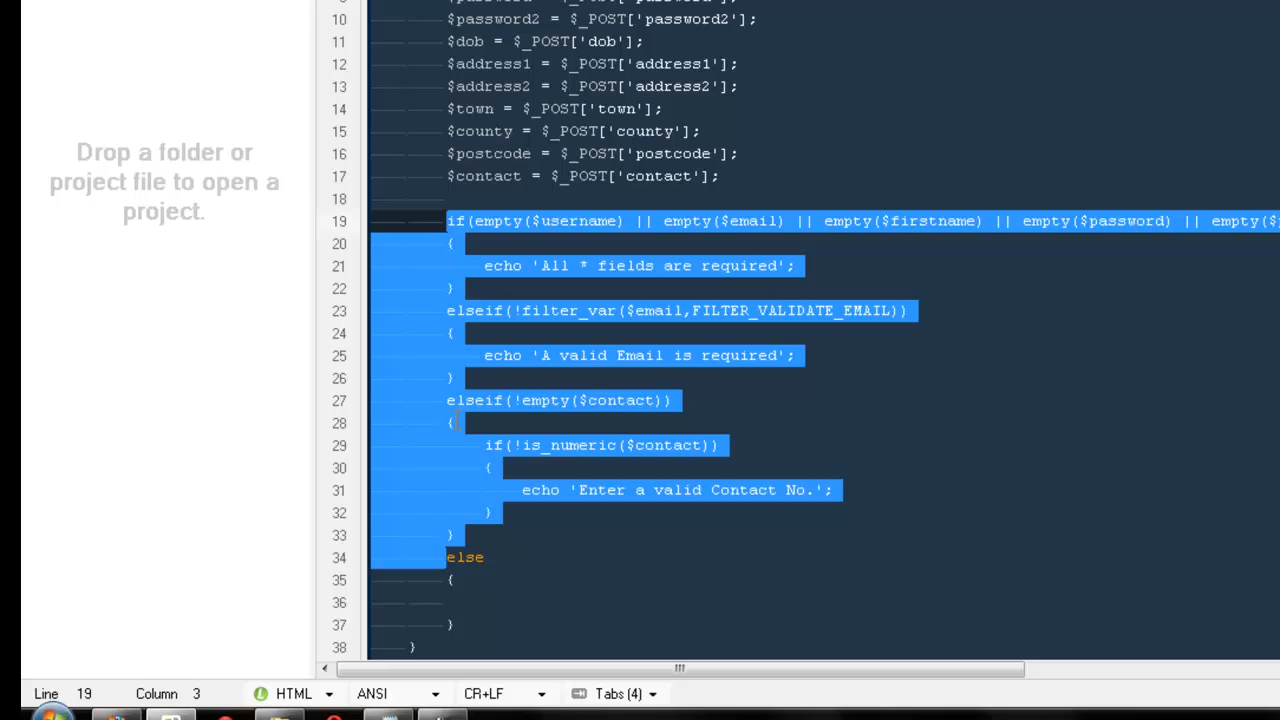 Drop a folder or
project file to open a
project.
10 $password2 = $_POST['password2'];
11 $dob = $_POST['dob'];
12 $address1 = $_POST['address1'];
13 $address2 = $_POST['address2'];
14 $town = $_POST['town'];
15 $county = $_POST['county'];
16 $postcode = $_POST['postcode'];
17 $contact = $_POST['contact'];
18
19 if(empty($username) || empty($email) || empty($firstname) || empty($password) || empty($
20 {
21 echo 'All * fields are required';
22 }
23 elseif(!filter_var($email,FILTER_VALIDATE_EMAIL))
24 {
25 echo 'A valid Email is required';
26 }
27 elseif(!empty($contact))
28 {
29 if(!is_numeric($contact))
30 {
31 echo 'Enter a valid Contact No.';
32 }
33 }
34 else
35 {
36
37 }
38 }
Line 19 Column 3 HTML ANSI CR+LF Tabs (4)